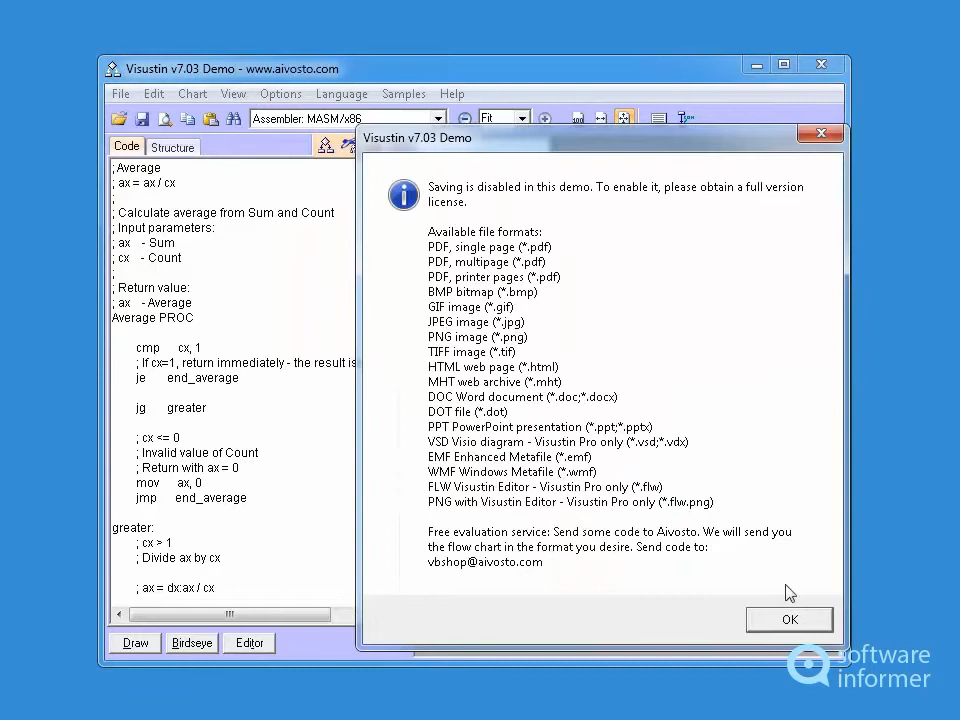 Visustin v7.03 Demo - www.aivosto.com
File Edit Chart View Options Language Samples Help
Assembler: MASM/x86
Fit
100
Code Structure
; Average
; ax = ax / cx
;
; Calculate average from Sum and Count
; Input parameters:
; ax - Sum
; cx - Count
;
; Return value:
; ax - Average
Average PROC
cmp cx, 1
; If cx=1, return immediately - the result is
je end_average
jg greater
; cx <= 0
; Invalid value of Count
; Return with ax = 0
mov ax, 0
jmp end_average
greater:
; cx > 1
; Divide ax by cx
; ax = dx:ax / cx
Draw Birdseye Editor
Visustin v7.03 Demo
Saving is disabled in this demo. To enable it, please obtain a full version
license.
Available file formats:
PDF, single page (*.pdf)
PDF, multipage (*.pdf)
PDF, printer pages (*.pdf)
BMP bitmap (*.bmp)
GIF image (*.gif)
JPEG image (*.jpg)
PNG image (*.png)
TIFF image (*.tif)
HTML web page (*.html)
MHT web archive (*.mht)
DOC Word document (*.doc;*.docx)
DOT file (*.dot)
PPT PowerPoint presentation (*.ppt;*.pptx)
VSD Visio diagram - Visustin Pro only (*.vsd;*.vdx)
EMF Enhanced Metafile (*.emf)
WMF Windows Metafile (*.wmf)
FLW Visustin Editor - Visustin Pro only (*.flw)
PNG with Visustin Editor - Visustin Pro only (*.flw.png)
Free evaluation service: Send some code to Aivosto. We will send you
the flow chart in the format you desire. Send code to:
vbshop@aivosto.com
OK
software
informer